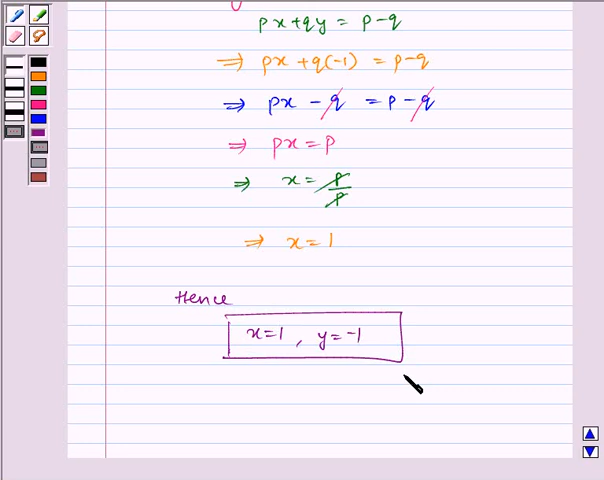 px + qy = p - q
⇒ px + q(-1) = p - q
⇒ px - q = p - q
⇒ px = p
⇒ x = p/p
⇒ x = 1
Hence
x = 1 , y = -1